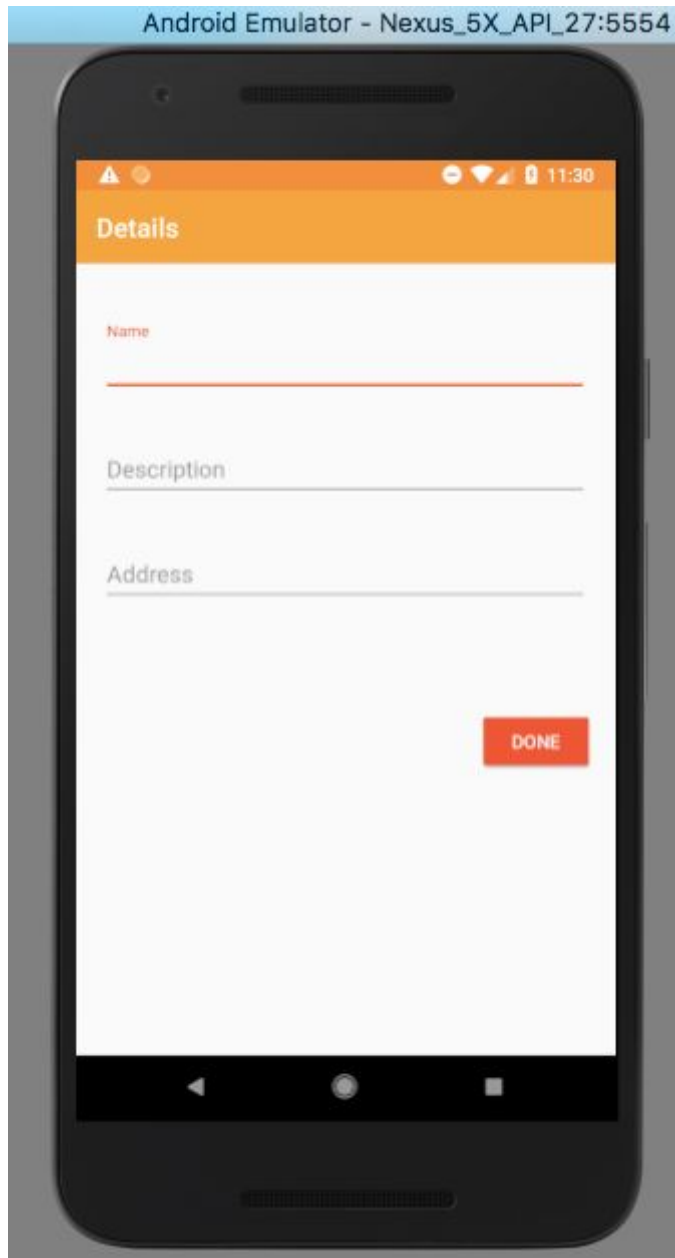 Android Emulator - Nexus_5X_API_27:5554
11:30
Details
Name
Description
Address
DONE